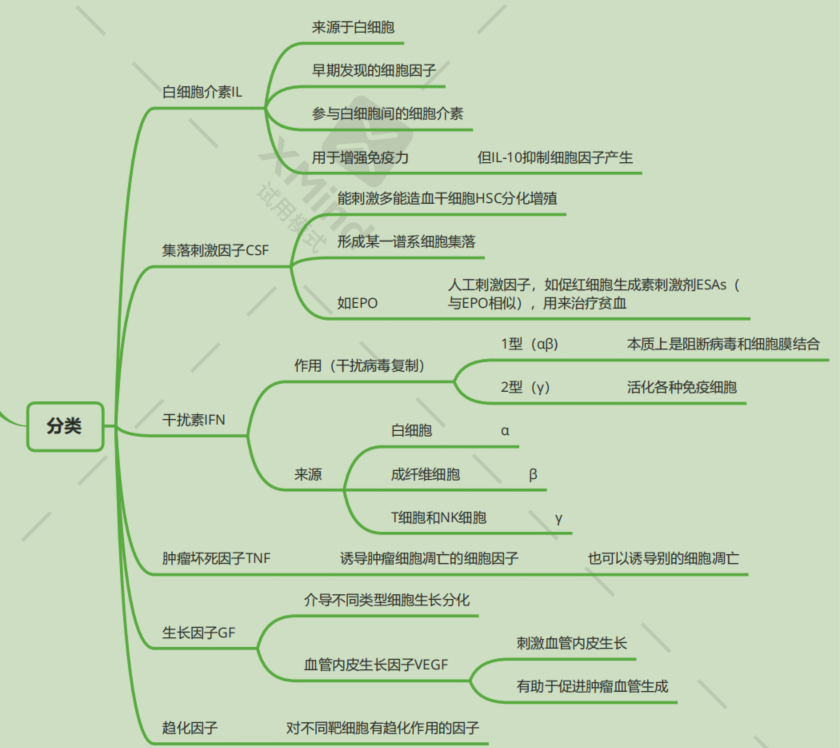 分类
白细胞介素IL
来源于白细胞
早期发现的细胞因子
参与白细胞间的细胞介素
用于增强免疫力
但IL-10抑制细胞因子产生
集落刺激因子CSF
能刺激多能造血干细胞HSC分化增殖
形成某一谱系细胞集落
如EPO
人工刺激因子，如促红细胞生成素刺激剂ESAs（
与EPO相似），用来治疗贫血
干扰素IFN
作用（干扰病毒复制）
1型（αβ）
本质上是阻断病毒和细胞膜结合
2型（γ）
活化各种免疫细胞
来源
白细胞
α
成纤维细胞
β
T细胞和NK细胞
γ
肿瘤坏死因子TNF
诱导肿瘤细胞凋亡的细胞因子
也可以诱导别的细胞凋亡
生长因子GF
介导不同类型细胞生长分化
血管内皮生长因子VEGF
刺激血管内皮生长
有助于促进肿瘤血管生成
趋化因子
对不同靶细胞有趋化作用的因子
XMind
试用模式